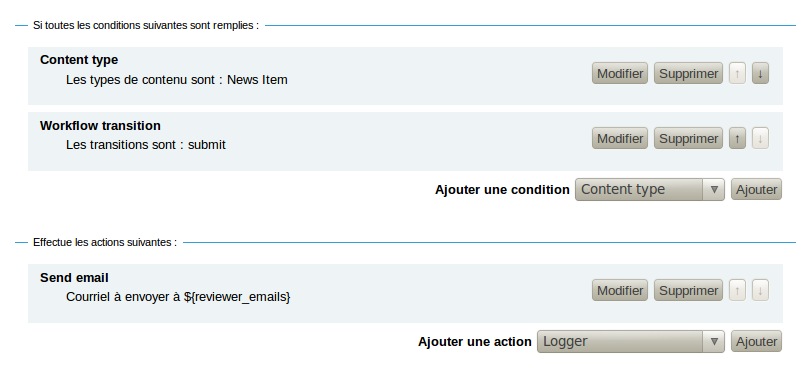 Si toutes les conditions suivantes sont remplies :
Content type
Les types de contenu sont : News Item
Modifier Supprimer ↑ ↓
Workflow transition
Les transitions sont : submit
Modifier Supprimer ↑ ↓
Ajouter une condition Content type Ajouter
Effectue les actions suivantes :
Send email
Courriel à envoyer à ${reviewer_emails}
Modifier Supprimer ↑ ↓
Ajouter une action Logger Ajouter